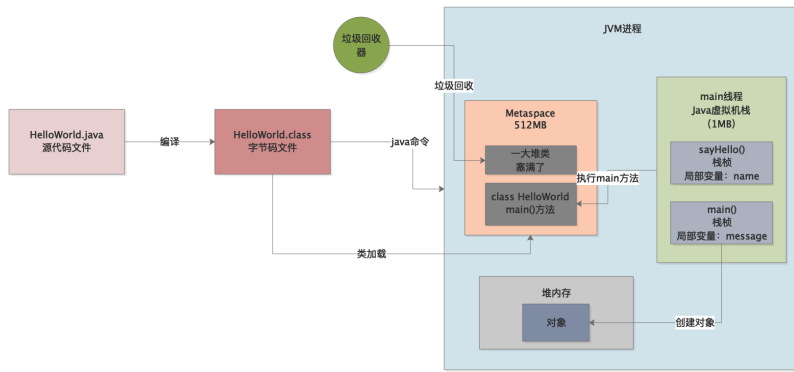 JVM进程
垃圾回收
器
垃圾回收
HelloWorld.java
源代码文件
编译
HelloWorld.class
字节码文件
java命令
Metaspace
512MB
一大堆类
塞满了
class HelloWorld
main()方法
执行main方法
main线程
Java虚拟机栈
（1MB）
sayHello()
栈桢
局部变量：name
main()
栈桢
局部变量：message
类加载
堆内存
对象
创建对象